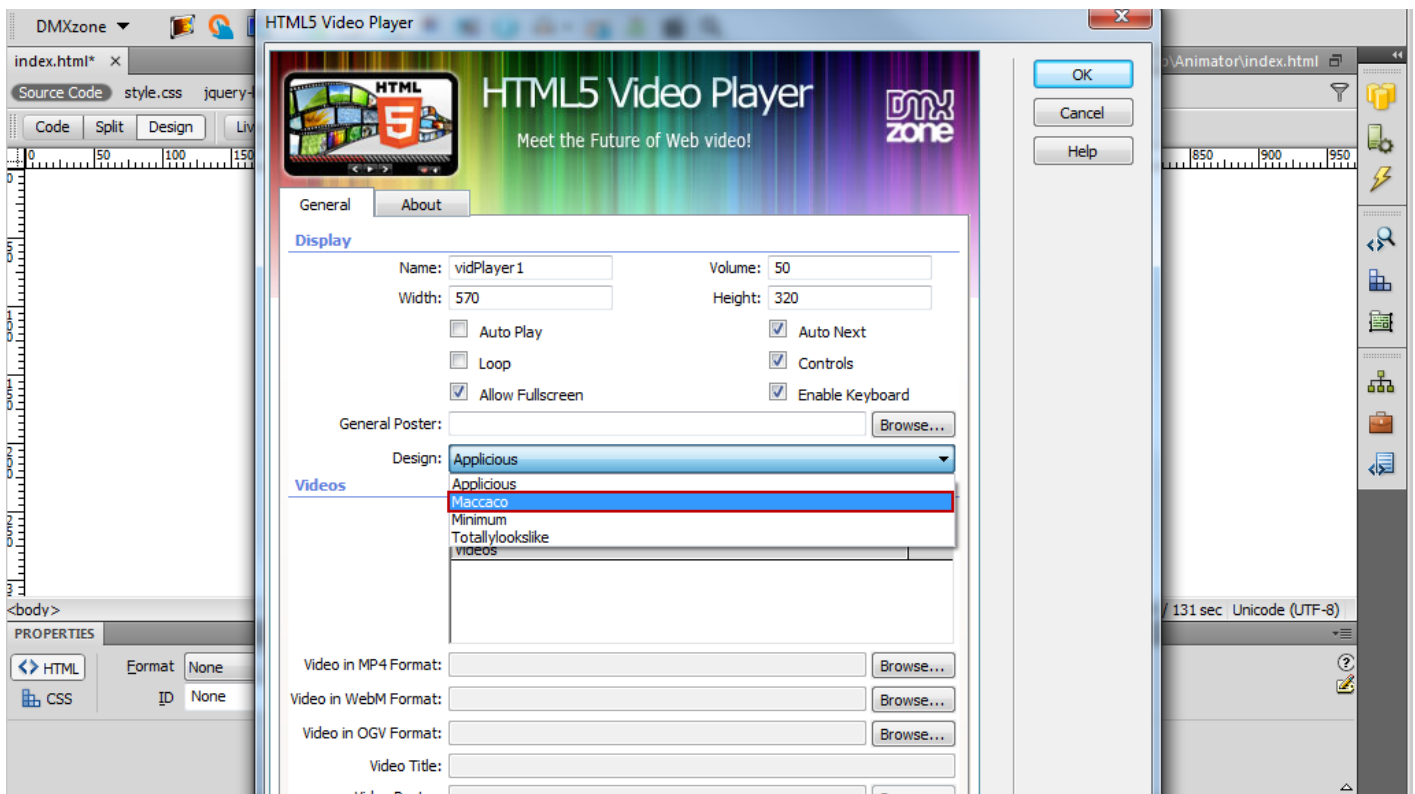 DMXzone
HTML5 Video Player
index.html*
p\Animator\index.html
Source Code style.css jquery-
Code Split Design Liv
0 50 100 150
850 900 950
HTML
5
HTML5 Video Player
Meet the Future of Web video!
DMX
zone
OK
Cancel
Help
General About
Display
Name: vidPlayer1 Volume: 50
Width: 570 Height: 320
Auto Play Auto Next
Loop Controls
Allow Fullscreen Enable Keyboard
General Poster: Browse...
Design: Applicious
Videos
Applicious
Maccaco
Minimum
Totallylookslike
Videos
<body>
/ 131 sec Unicode (UTF-8)
PROPERTIES
HTML Format None
CSS ID None
Video in MP4 Format: Browse...
Video in WebM Format: Browse...
Video in OGV Format: Browse...
Video Title: